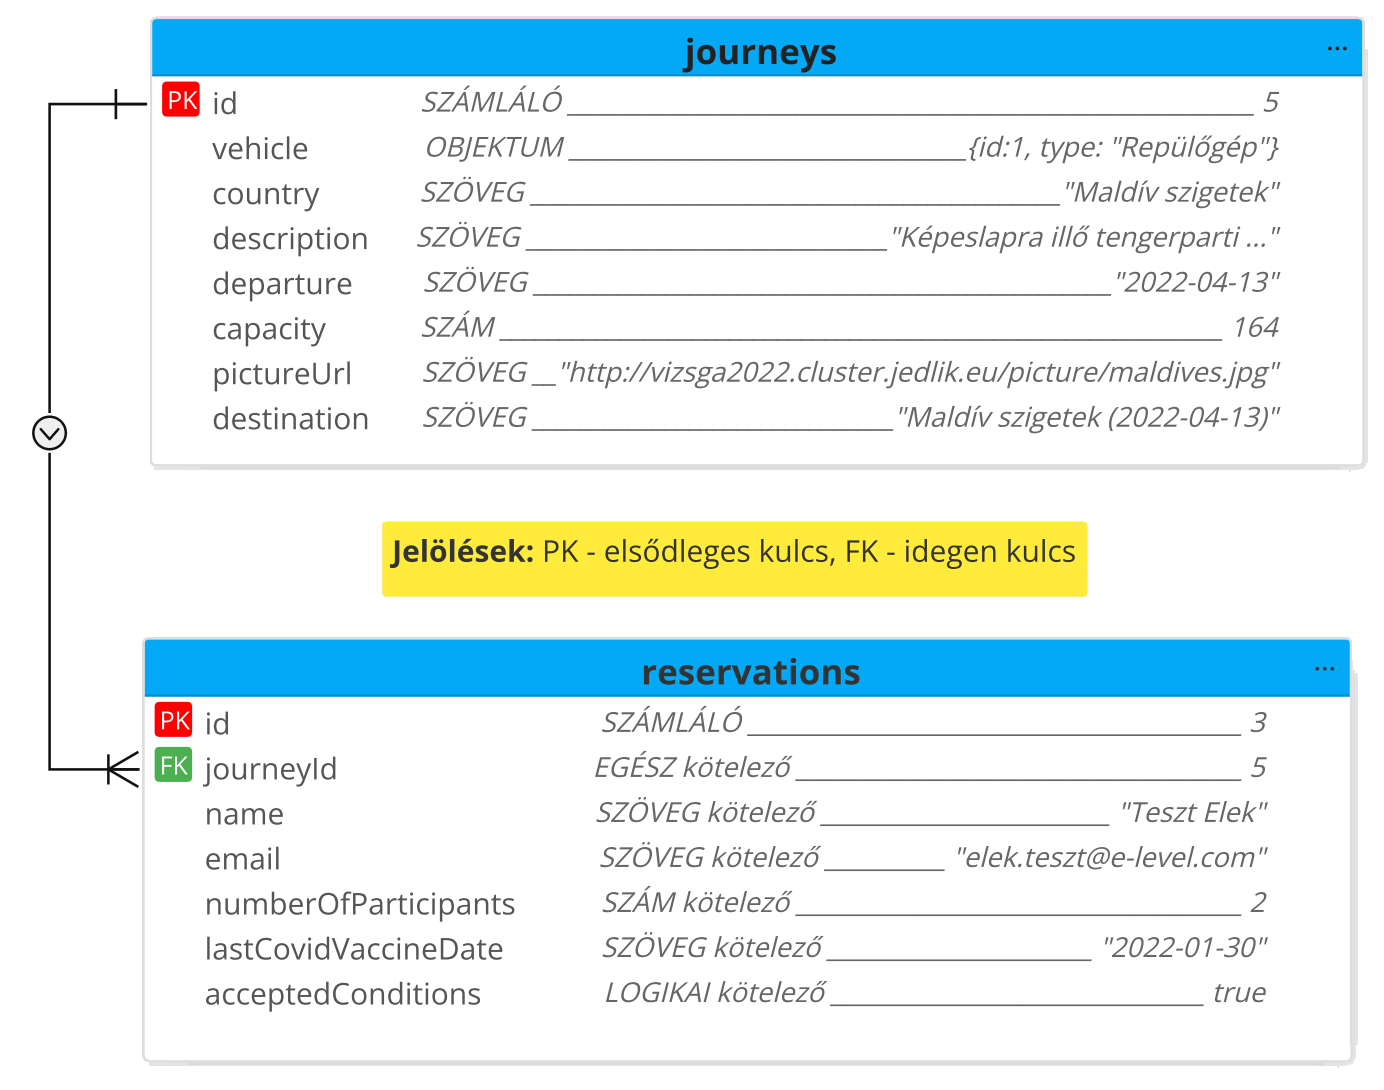 journeys ...
PK id SZÁMLÁLÓ 5
vehicle OBJEKTUM {id:1, type: "Repülőgép"}
country SZÖVEG "Maldív szigetek"
description SZÖVEG "Képeslapra illő tengerparti ..."
departure SZÖVEG "2022-04-13"
capacity SZÁM 164
pictureUrl SZÖVEG "http://vizsga2022.cluster.jedlik.eu/picture/maldives.jpg"
destination SZÖVEG "Maldív szigetek (2022-04-13)"
Jelölések: PK - elsődleges kulcs, FK - idegen kulcs
reservations ...
PK id SZÁMLÁLÓ 3
FK journeyId EGÉSZ kötelező 5
name SZÖVEG kötelező "Teszt Elek"
email SZÖVEG kötelező "elek.teszt@e-level.com"
numberOfParticipants SZÁM kötelező 2
lastCovidVaccineDate SZÖVEG kötelező "2022-01-30"
acceptedConditions LOGIKAI kötelező true